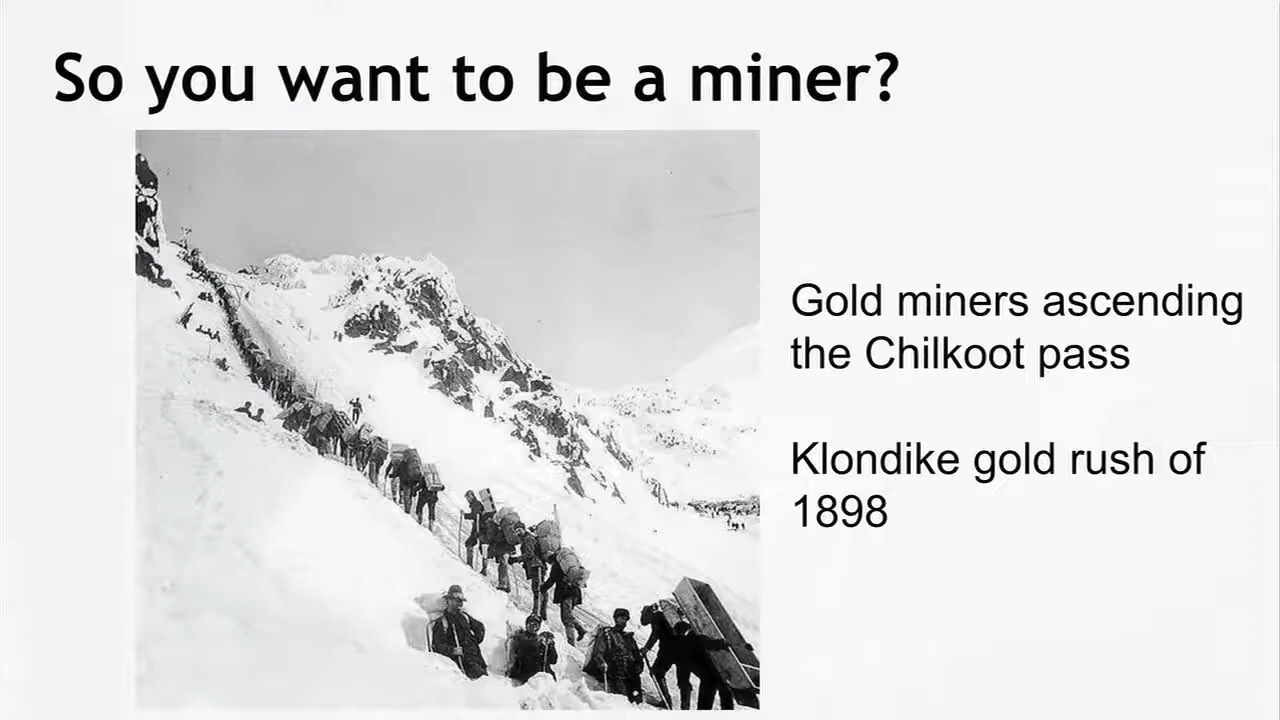 So you want to be a miner?
Gold miners ascending
the Chilkoot pass
Klondike gold rush of
1898